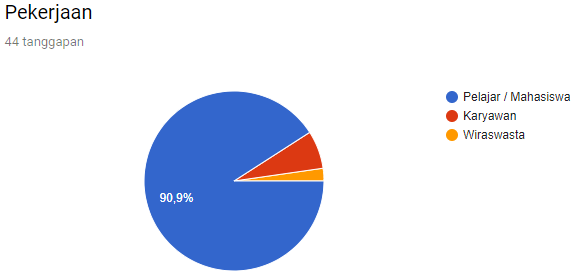 Pekerjaan
44 tanggapan
Pelajar / Mahasiswa
Karyawan
Wiraswasta
90,9%